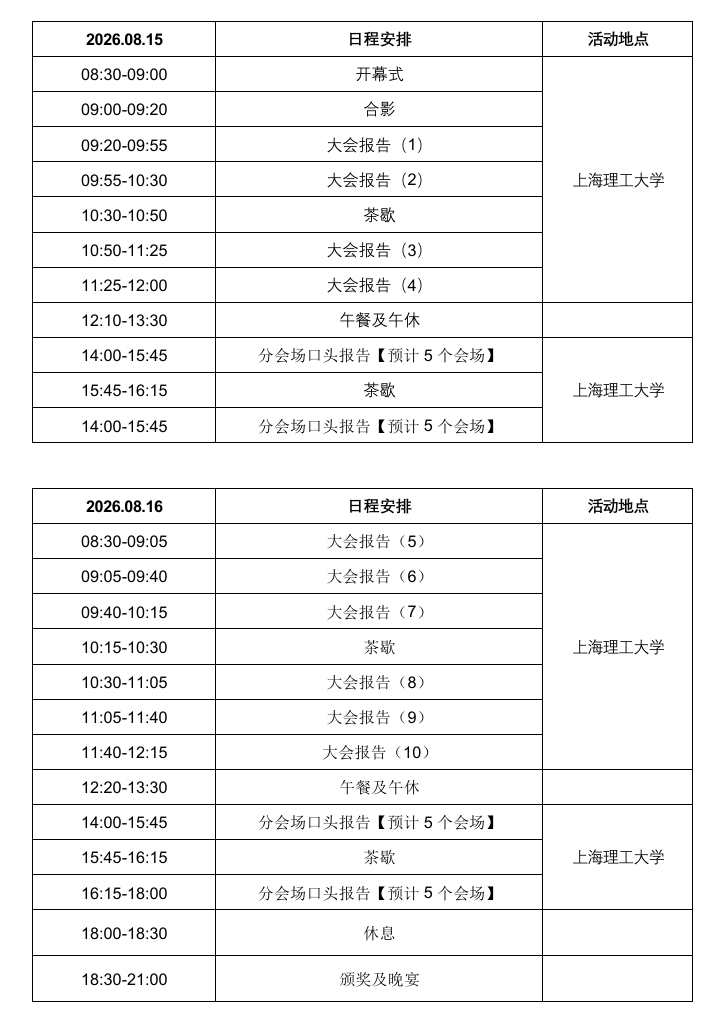 2026.08.15 日程安排 活动地点
08:30-09:00 开幕式
09:00-09:20 合影
09:20-09:55 大会报告（1）
09:55-10:30 大会报告（2） 上海理工大学
10:30-10:50 茶歇
10:50-11:25 大会报告（3）
11:25-12:00 大会报告（4）
12:10-13:30 午餐及午休
14:00-15:45 分会场口头报告【预计 5 个会场】
15:45-16:15 茶歇 上海理工大学
14:00-15:45 分会场口头报告【预计 5 个会场】
2026.08.16 日程安排 活动地点
08:30-09:05 大会报告（5）
09:05-09:40 大会报告（6）
09:40-10:15 大会报告（7）
10:15-10:30 茶歇 上海理工大学
10:30-11:05 大会报告（8）
11:05-11:40 大会报告（9）
11:40-12:15 大会报告（10）
12:20-13:30 午餐及午休
14:00-15:45 分会场口头报告【预计 5 个会场】
15:45-16:15 茶歇 上海理工大学
16:15-18:00 分会场口头报告【预计 5 个会场】
18:00-18:30 休息
18:30-21:00 颁奖及晚宴